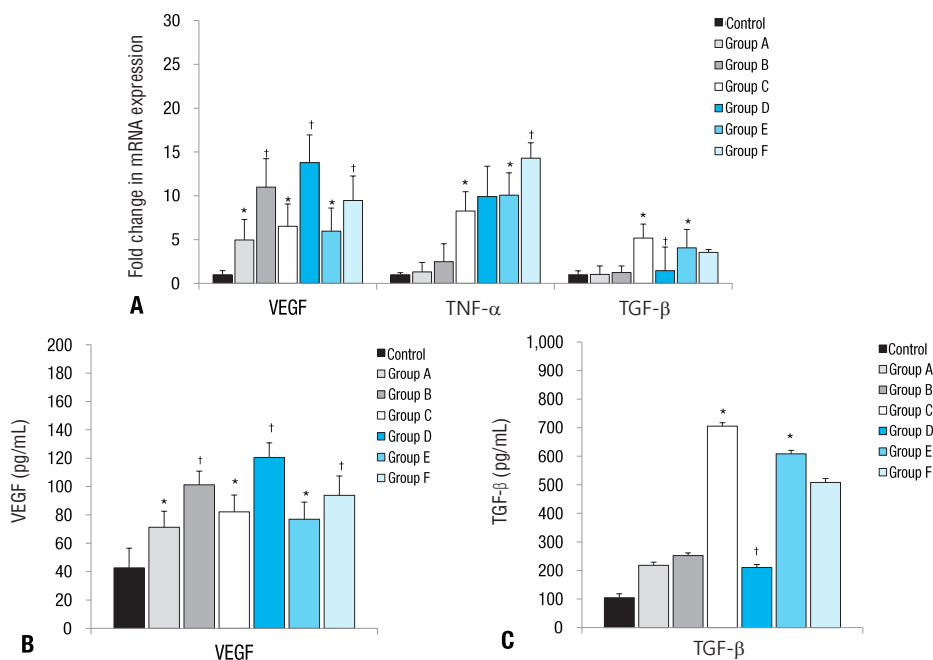 Fold change in mRNA expression
30
25
20
15
10
5
0
* † * † * †
* * †
* † *
VEGF
TNF-α
TGF-β
Control
Group A
Group B
Group C
Group D
Group E
Group F
A
VEGF (pg/mL)
200
180
160
140
120
100
80
60
40
20
0
* † * † * †
VEGF
Control
Group A
Group B
Group C
Group D
Group E
Group F
B
TGF-β (pg/mL)
1,000
900
800
700
600
500
400
300
200
100
0
* † *
TGF-β
Control
Group A
Group B
Group C
Group D
Group E
Group F
C